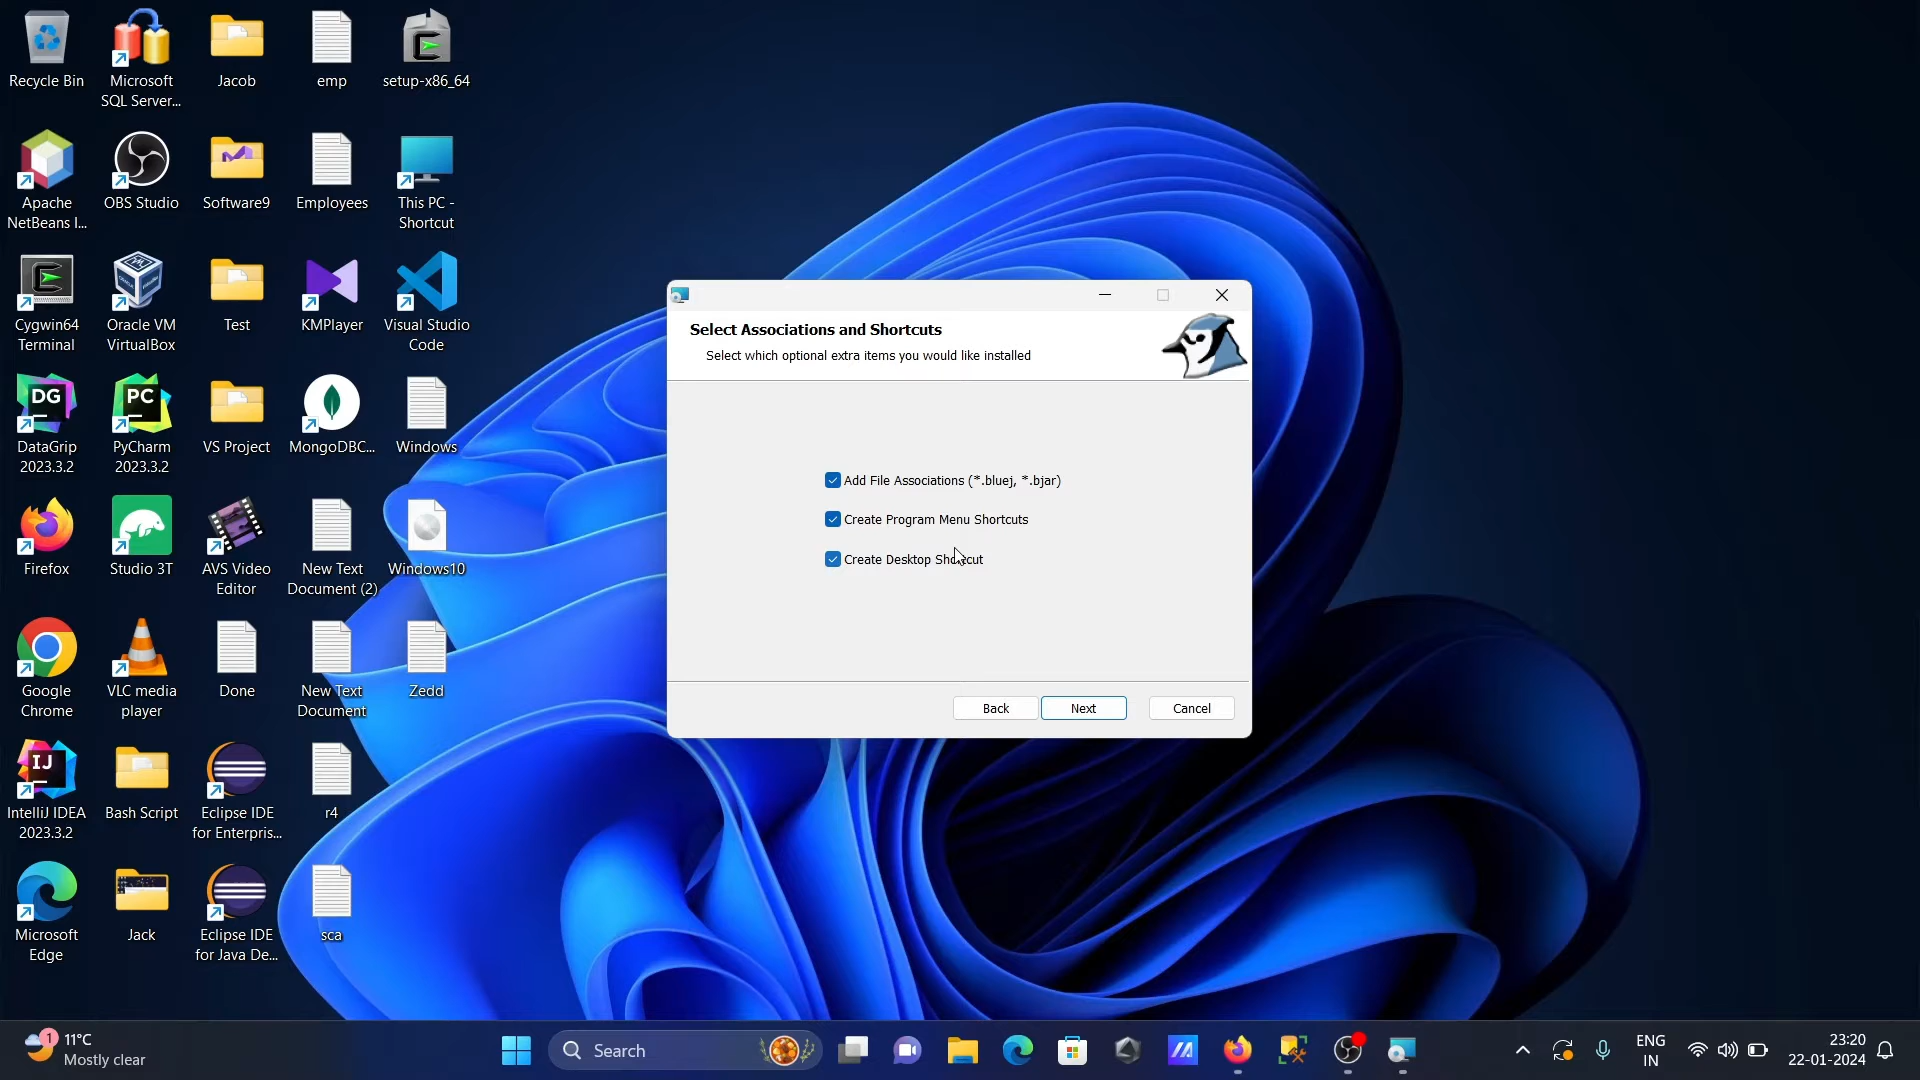 Recycle Bin
Microsoft
SQL Server...
Jacob
emp
setup-x86_64
Apache
NetBeans I...
OBS Studio
Software9
Employees
This PC -
Shortcut
Cygwin64
Terminal
Oracle VM
VirtualBox
Test
KMPlayer
Visual Studio
Code
DG
DataGrip
2023.3.2
PC
PyCharm
2023.3.2
VS Project
MongoDBC...
Windows
Firefox
Studio 3T
AVS Video
Editor
New Text
Document (2)
Windows10
Google
Chrome
VLC media
player
Done
New Text
Document
Zedd
IJ
IntelliJ IDEA
2023.3.2
Bash Script
Eclipse IDE
for Enterpris...
r4
Microsoft
Edge
Jack
Eclipse IDE
for Java De...
sca
Select Associations and Shortcuts
Select which optional extra items you would like installed
Add File Associations (*.bluej, *.bjar)
Create Program Menu Shortcuts
Create Desktop Shortcut
Back
Next
Cancel
1
11°C
Mostly clear
Search
ENG
IN
23:20
22-01-2024